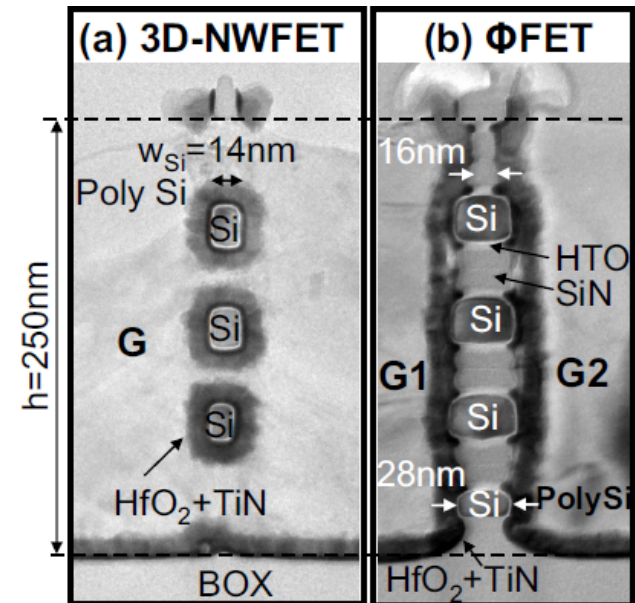 (a) 3D-NWFET
w_Si=14nm
Poly Si
Si
Si
Si
G
h=250nm
HfO₂+TiN
BOX
(b) ΦFET
16nm
Si
HTO
SiN
Si
G1
G2
Si
28nm
Si
PolySi
HfO₂+TiN